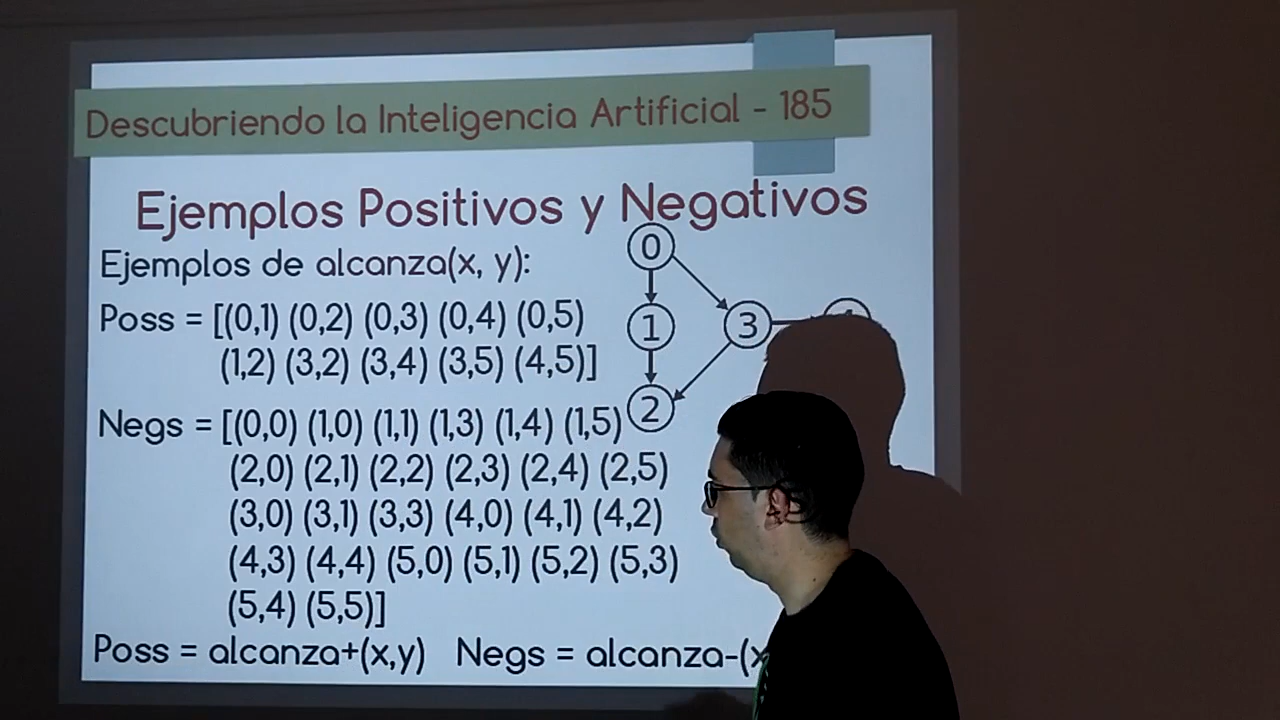 Descubriendo la Inteligencia Artificial - 185
Ejemplos Positivos y Negativos
Ejemplos de alcanza(x, y):
Poss = [(0,1) (0,2) (0,3) (0,4) (0,5)
(1,2) (3,2) (3,4) (3,5) (4,5)]
Negs = [(0,0) (1,0) (1,1) (1,3) (1,4) (1,5)
(2,0) (2,1) (2,2) (2,3) (2,4) (2,5)
(3,0) (3,1) (3,3) (4,0) (4,1) (4,2)
(4,3) (4,4) (5,0) (5,1) (5,2) (5,3)
(5,4) (5,5)]
Poss = alcanza+(x,y) Negs = alcanza-(x
0
1
3
2